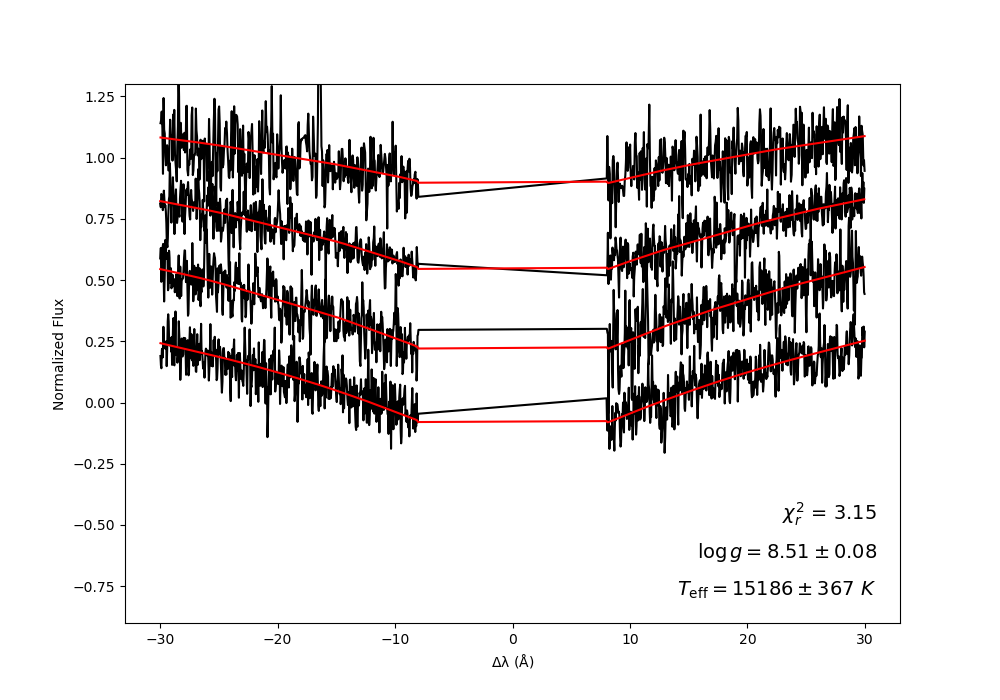 1.25
1.00
0.75
0.50
0.25
0.00
−0.25
−0.50
−0.75
Normalized Flux
χ²ᵣ = 3.15
log g = 8.51 ± 0.08
T_eff = 15186 ± 367 K
−30 −20 −10 0 10 20 30
Δλ (Å)